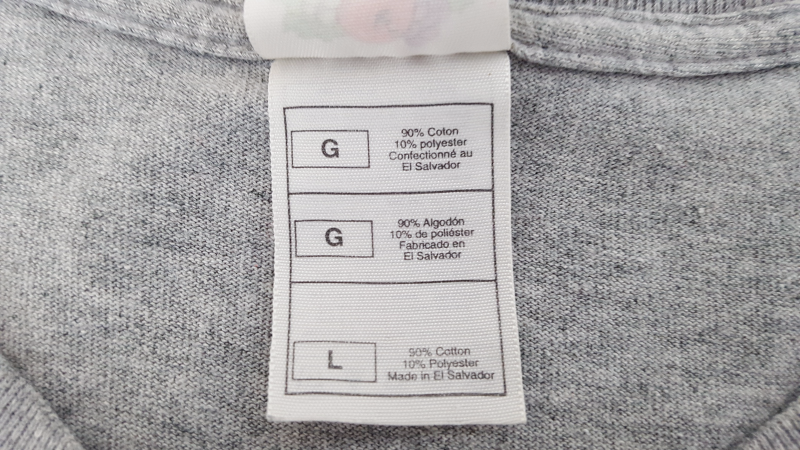 G
90% Coton
10% polyester
Confectionné au
El Salvador
G
90% Algodón
10% de poliéster
Fabricado en
El Salvador
L
90% Cotton
10% Polyester
Made in El Salvador